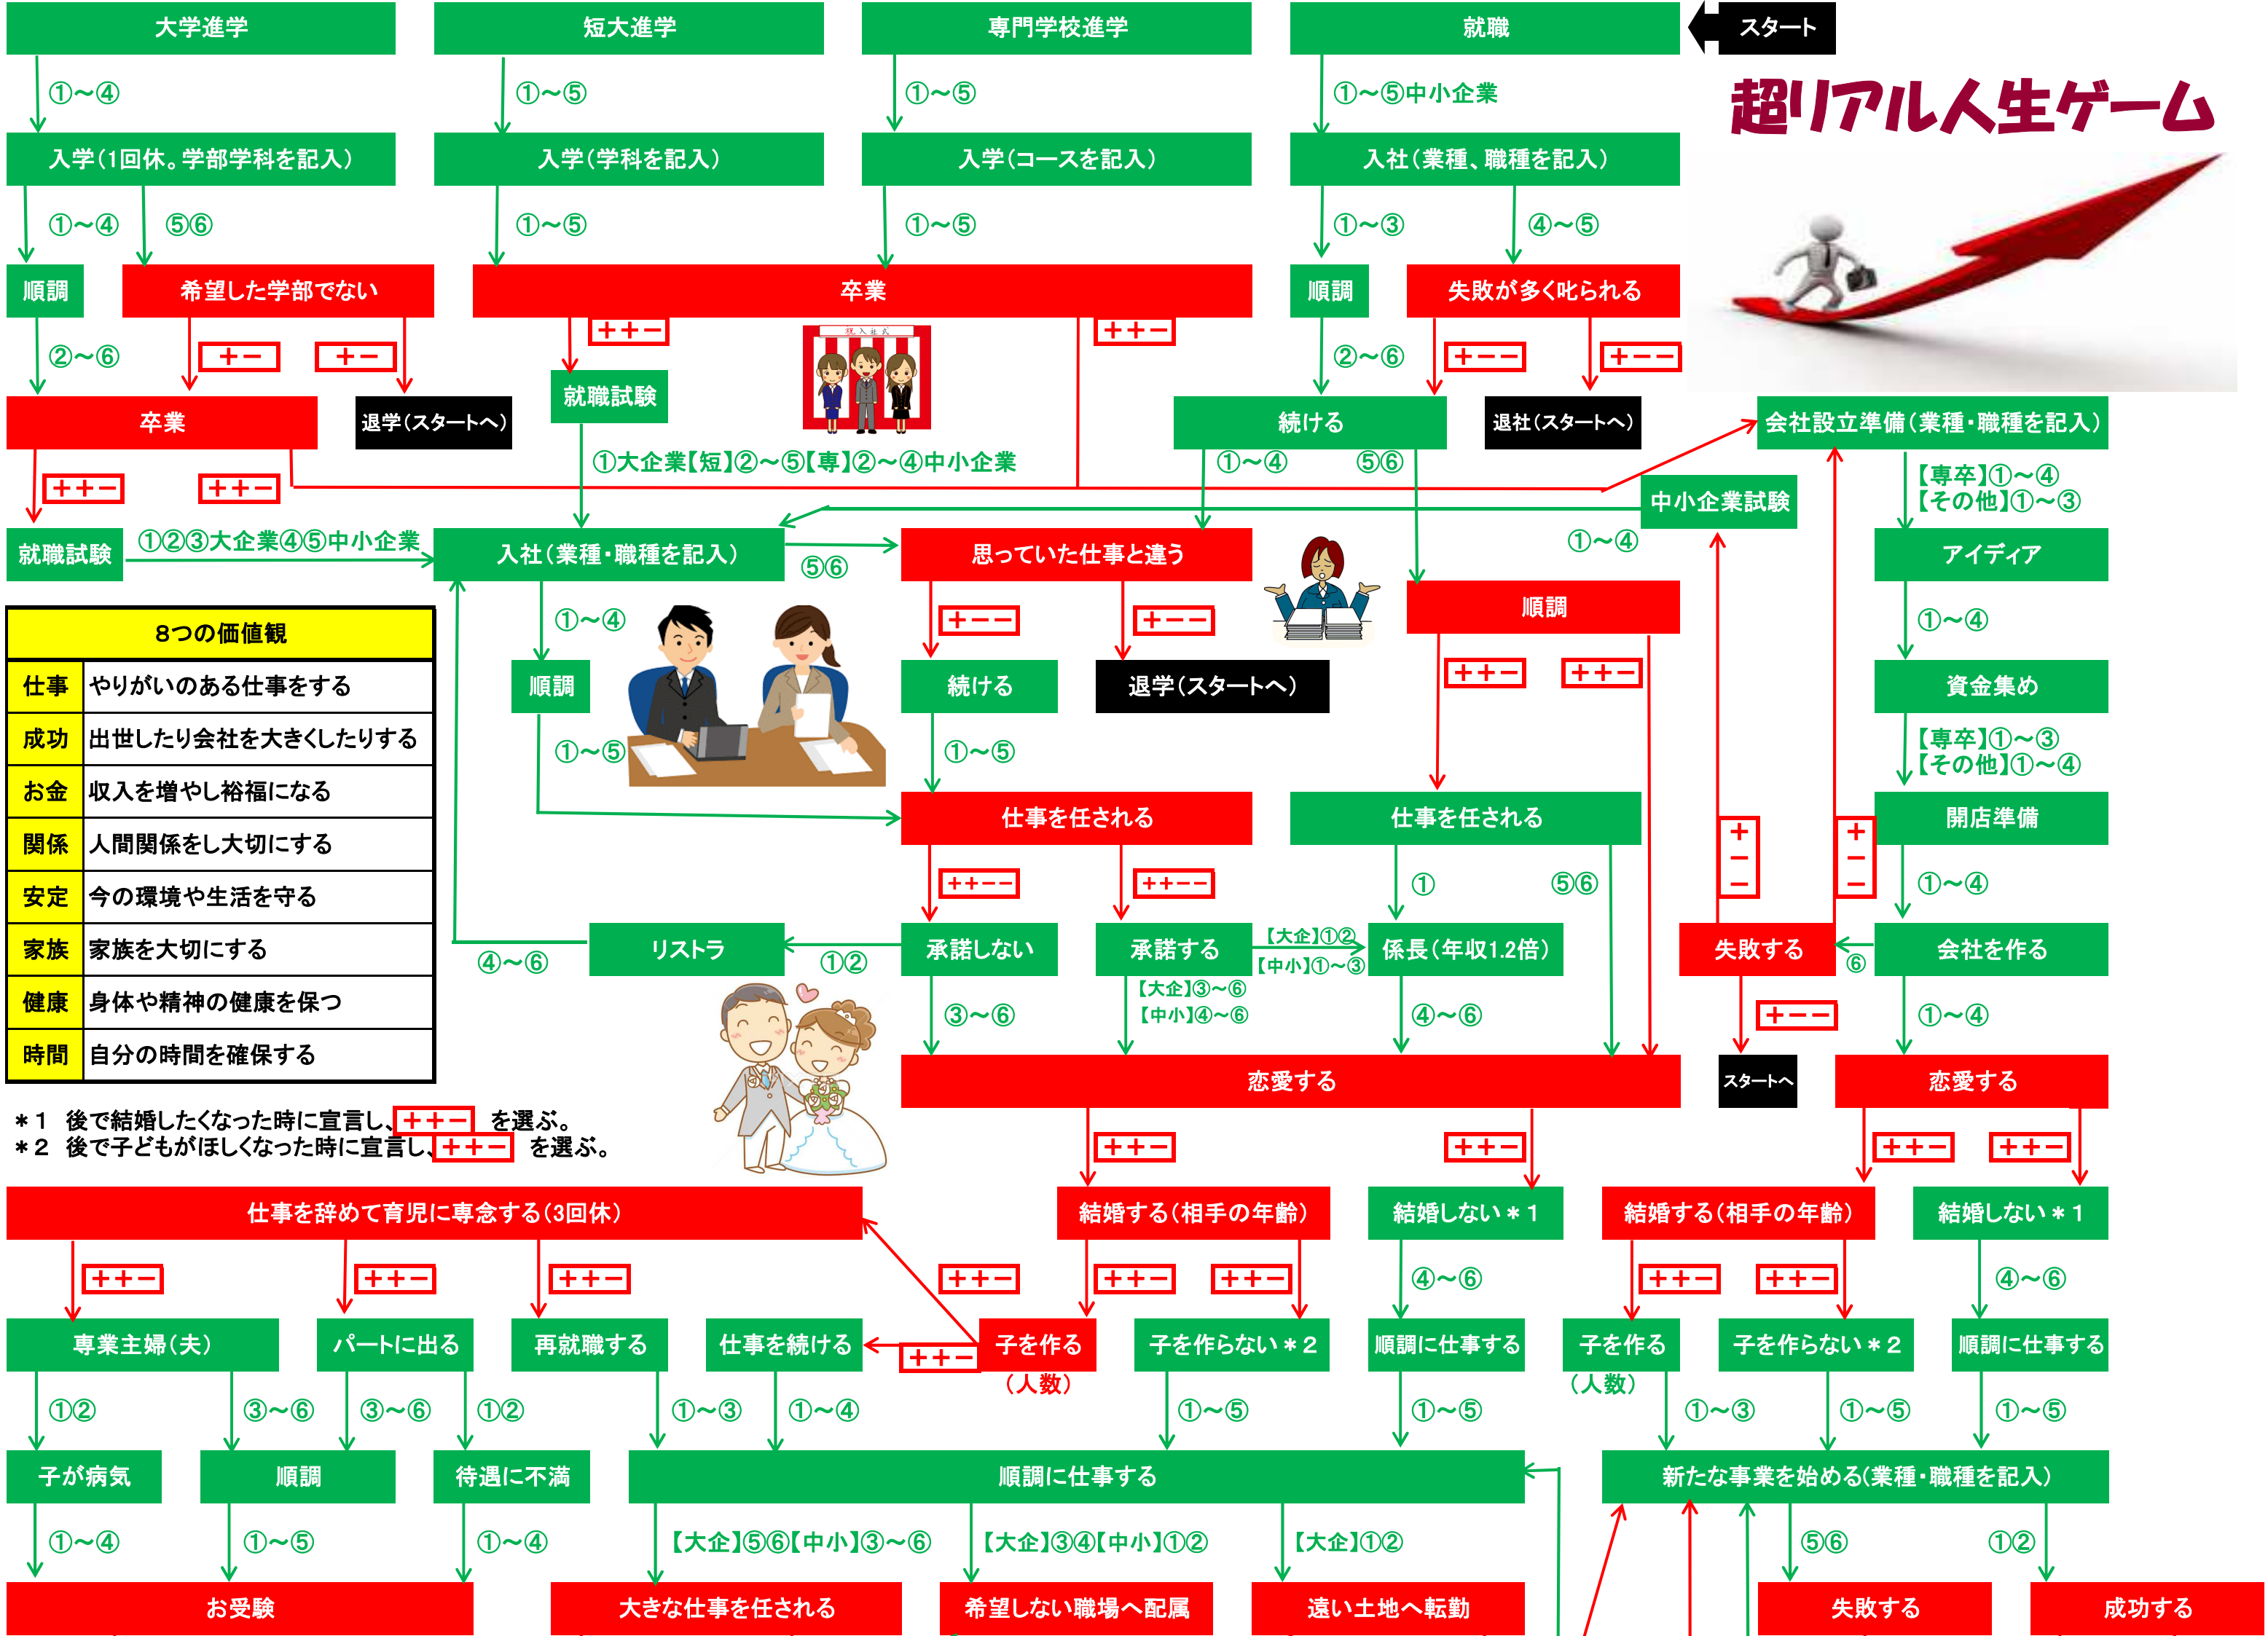 大学進学
短大進学
専門学校進学
就職
スタート
超リアル人生ゲーム
①～④
①～⑤
①～⑤
①～⑤中小企業
入学(1回休。学部学科を記入)
入学(学科を記入)
入学(コースを記入)
入社(業種、職種を記入)
①～④
⑤⑥
①～⑤
①～⑤
①～③
④～⑤
順調
希望した学部でない
卒業
順調
失敗が多く叱られる
祝入社式
②～⑥
＋－
＋－
＋＋－
＋＋－
②～⑥
＋－－
＋－－
卒業
退学(スタートへ)
就職試験
続ける
退社(スタートへ)
会社設立準備(業種・職種を記入)
＋＋－
＋＋－
①大企業【短】②～⑤【専】②～④中小企業
①～④
⑤⑥
【専卒】①～④
【その他】①～③
中小企業試験
就職試験
①②③大企業④⑤中小企業
入社(業種・職種を記入)
⑤⑥
思っていた仕事と違う
①～④
アイディア
8つの価値観
仕事 やりがいのある仕事をする
成功 出世したり会社を大きくしたりする
お金 収入を増やし裕福になる
関係 人間関係をし大切にする
安定 今の環境や生活を守る
家族 家族を大切にする
健康 身体や精神の健康を保つ
時間 自分の時間を確保する
①～④
＋－－
＋－－
順調
①～④
順調
続ける
退学(スタートへ)
＋＋－
＋＋－
資金集め
①～⑤
①～⑤
【専卒】①～③
【その他】①～④
仕事を任される
仕事を任される
開店準備
＋＋－－
＋＋－－
①
⑤⑥
＋－－
＋－－
①～④
④～⑥
リストラ
①②
承諾しない
承諾する
【大企】①②
【中小】①～③
係長(年収1.2倍)
失敗する
⑥
会社を作る
③～⑥
【大企】③～⑥
【中小】④～⑥
④～⑥
＋－－
①～④
恋愛する
スタートへ
恋愛する
＊1 後で結婚したくなった時に宣言し、＋＋－ を選ぶ。
＊2 後で子どもがほしくなった時に宣言し、＋＋－ を選ぶ。
＋＋－
＋＋－
＋＋－
＋＋－
仕事を辞めて育児に専念する(3回休)
結婚する(相手の年齢)
結婚しない＊1
結婚する(相手の年齢)
結婚しない＊1
＋＋－
＋＋－
＋＋－
＋＋－
＋＋－
＋＋－
④～⑥
＋＋－
＋＋－
④～⑥
専業主婦(夫)
パートに出る
再就職する
仕事を続ける
＋＋－
子を作る
(人数)
子を作らない＊2
順調に仕事する
子を作る
(人数)
子を作らない＊2
順調に仕事する
①②
③～⑥
③～⑥
①②
①～③
①～④
①～⑤
①～⑤
①～③
①～⑤
①～⑤
子が病気
順調
待遇に不満
順調に仕事する
新たな事業を始める(業種・職種を記入)
①～④
①～⑤
①～④
【大企】⑤⑥【中小】③～⑥
【大企】③④【中小】①②
【大企】①②
⑤⑥
①②
お受験
大きな仕事を任される
希望しない職場へ配属
遠い土地へ転勤
失敗する
成功する